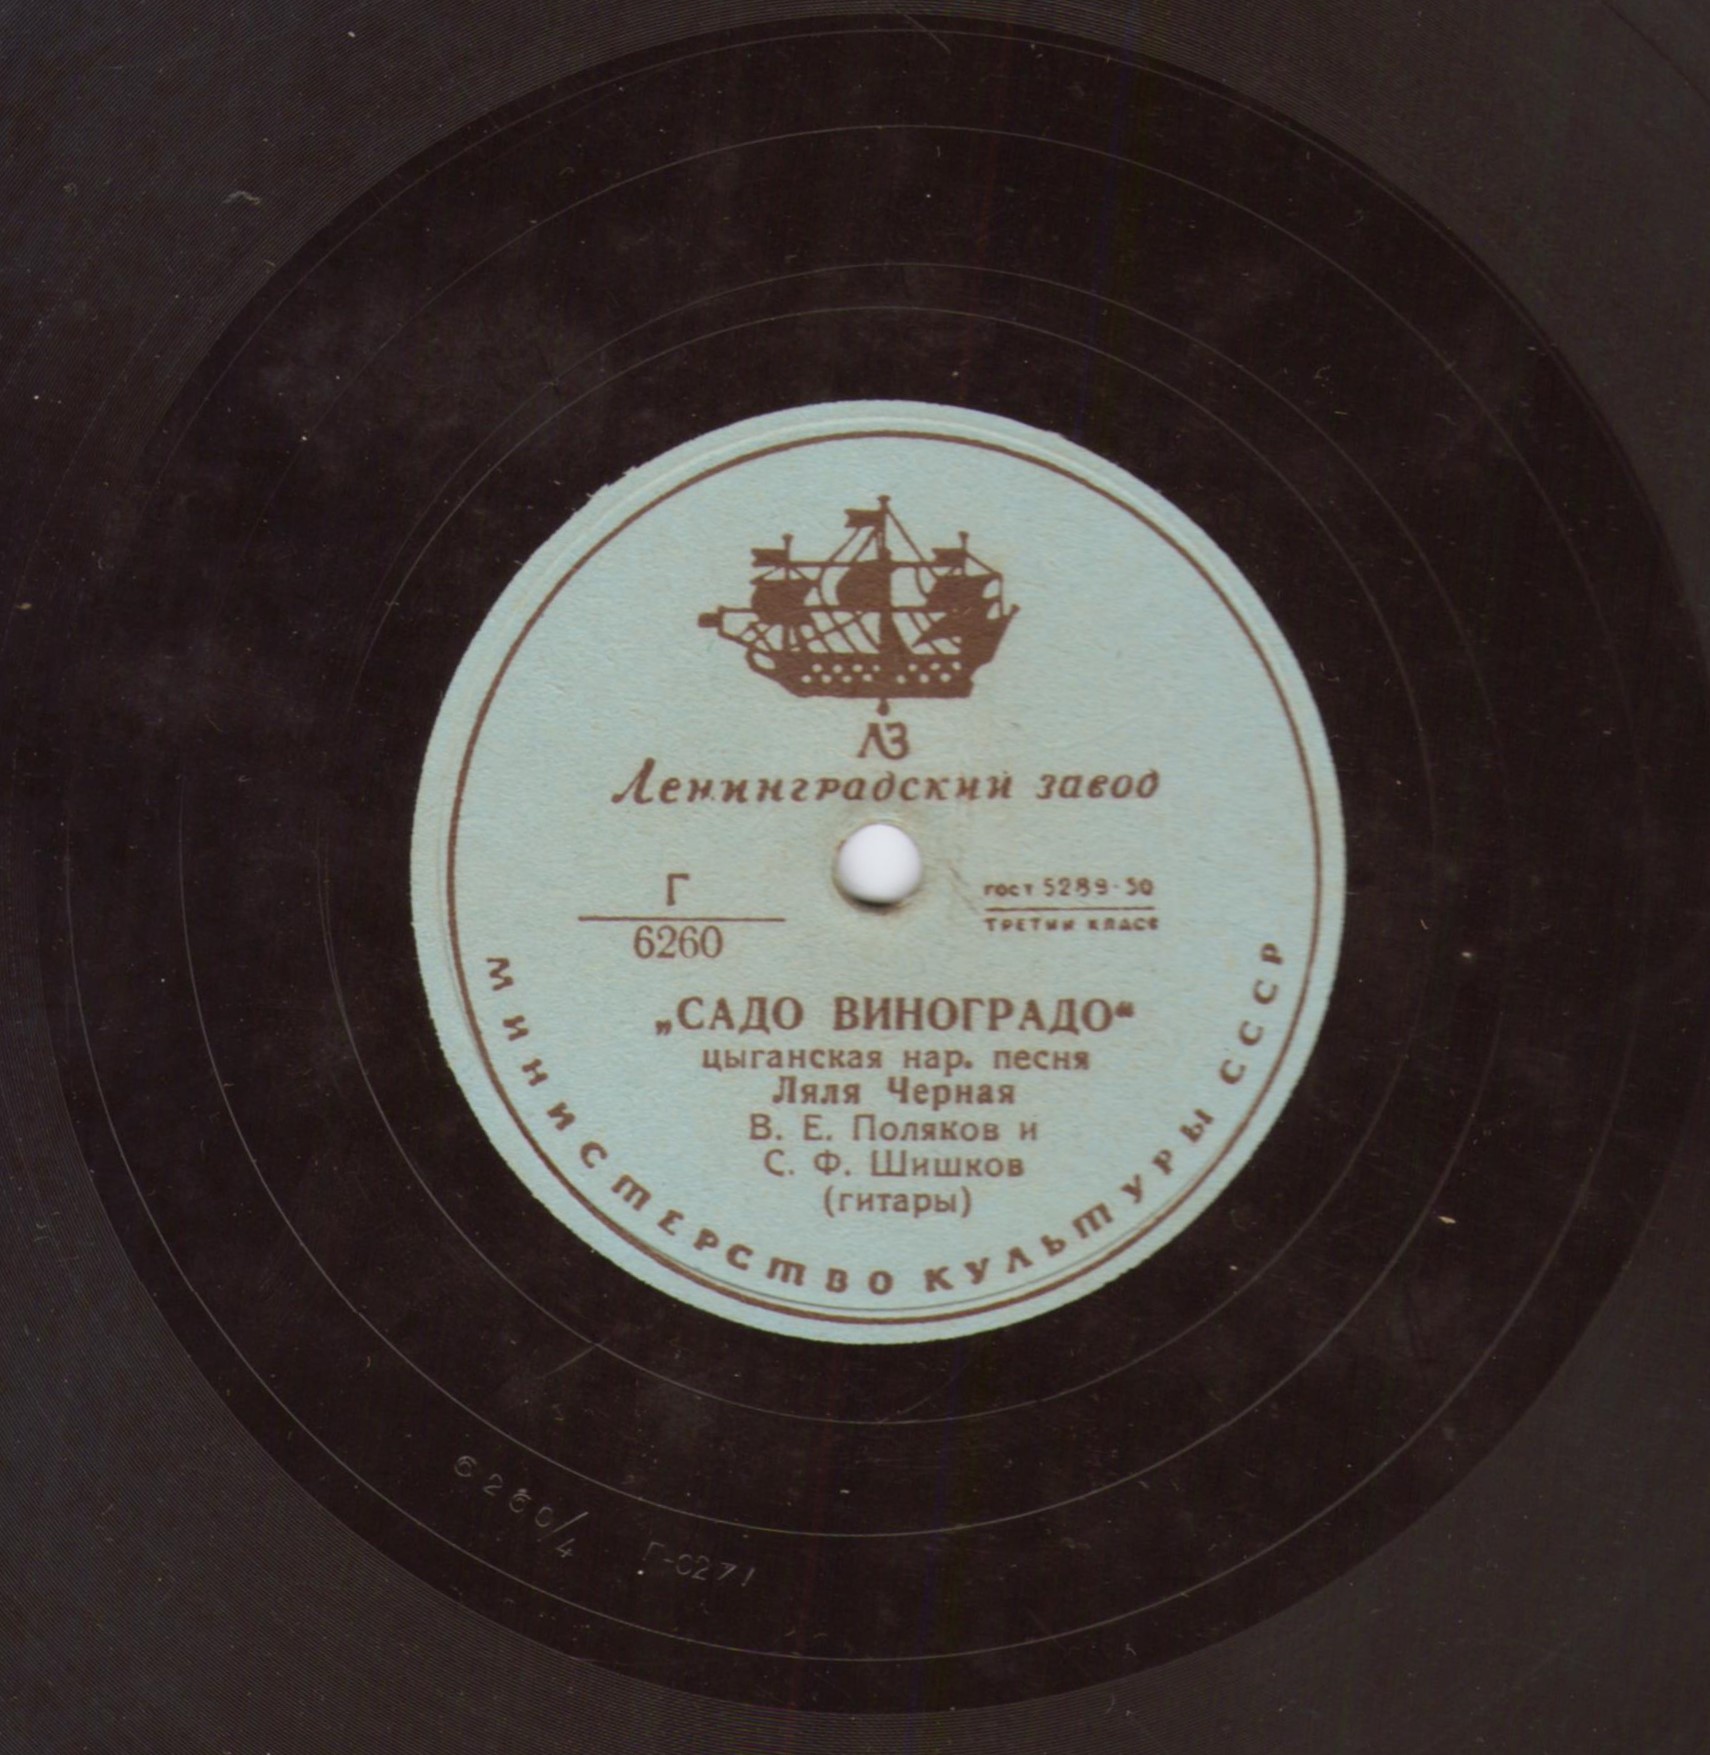 ЛЗ
Ленинградский завод
Г
6260
ГОСТ 5289-50
ТРЕТИЙ КЛАСС
„САДО ВИНОГРАДО“
цыганская нар. песня
Ляля Черная
В. Е. Поляков и
С. Ф. Шишков
(гитары)
МИНИСТЕРСТВО КУЛЬТУРЫ СССР
6260/4 Г-0271